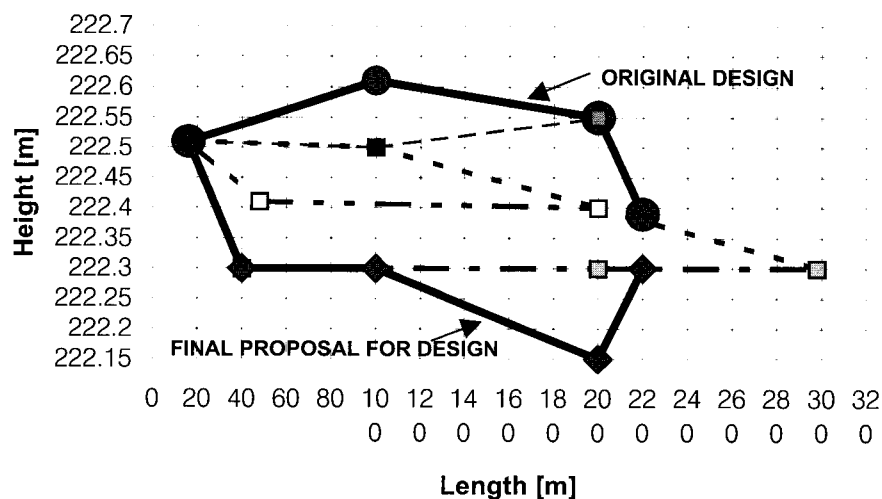 222.7
222.65
222.6
222.55
222.5
222.45
222.4
222.35
222.3
222.25
222.2
222.15
Height [m]
ORIGINAL DESIGN
FINAL PROPOSAL FOR DESIGN
0 20 40 60 80 10 12 14 16 18 20 22 24 26 28 30 32
0 0 0 0 0 0 0 0 0 0 0 0
Length [m]